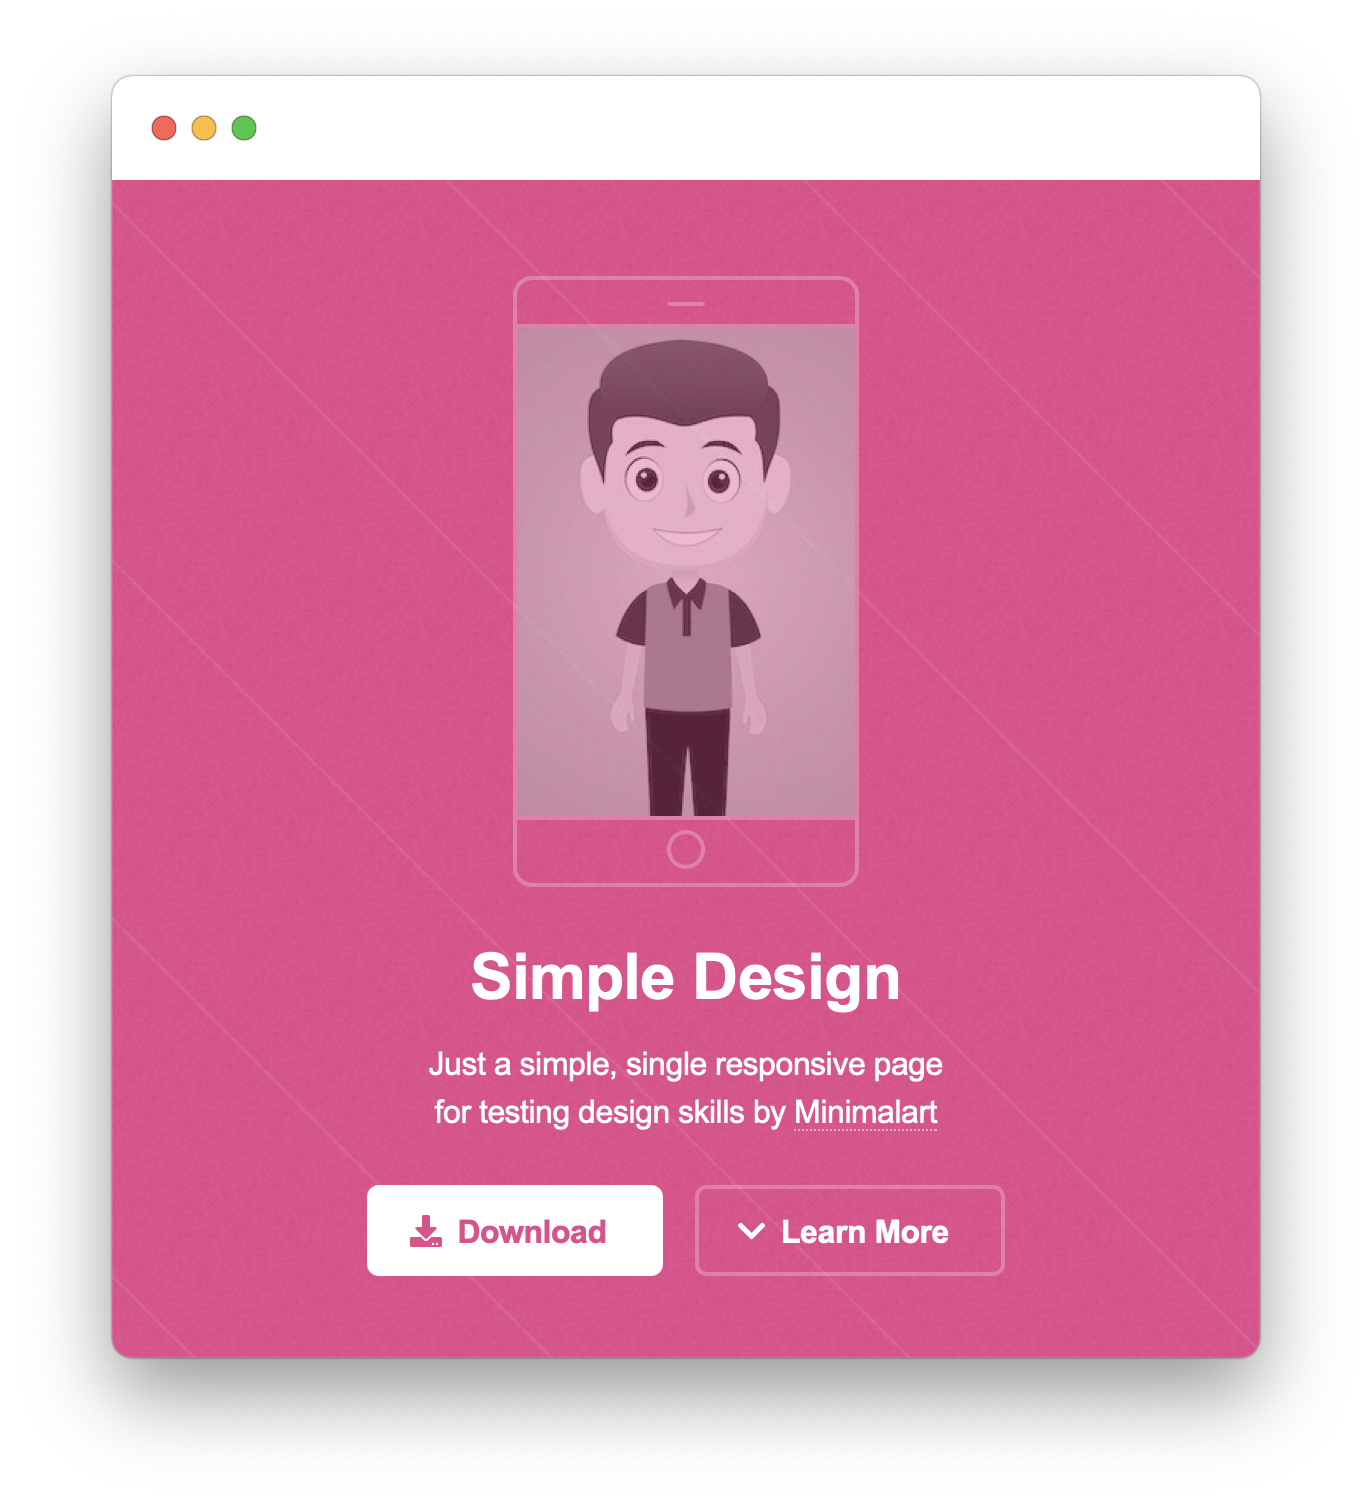 Simple Design
Just a simple, single responsive page
for testing design skills by Minimalart
Download
Learn More